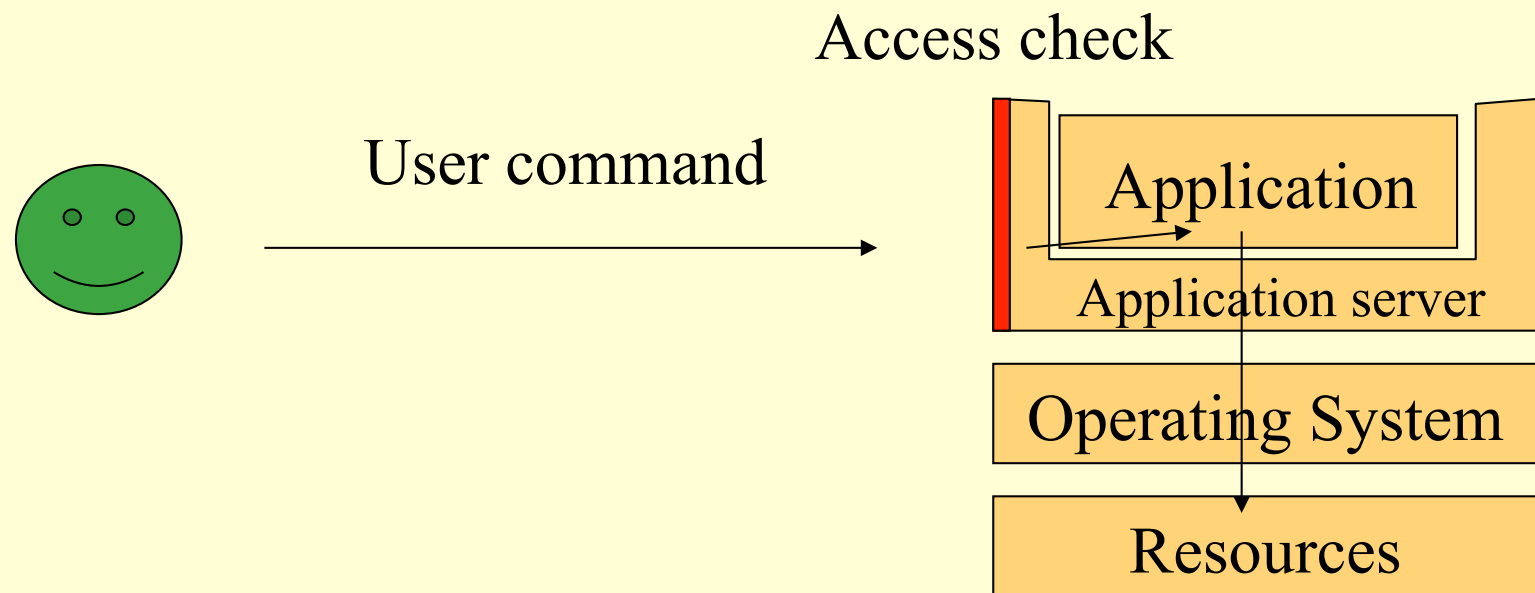 Access check
User command
Application
Application server
Operating System
Resources